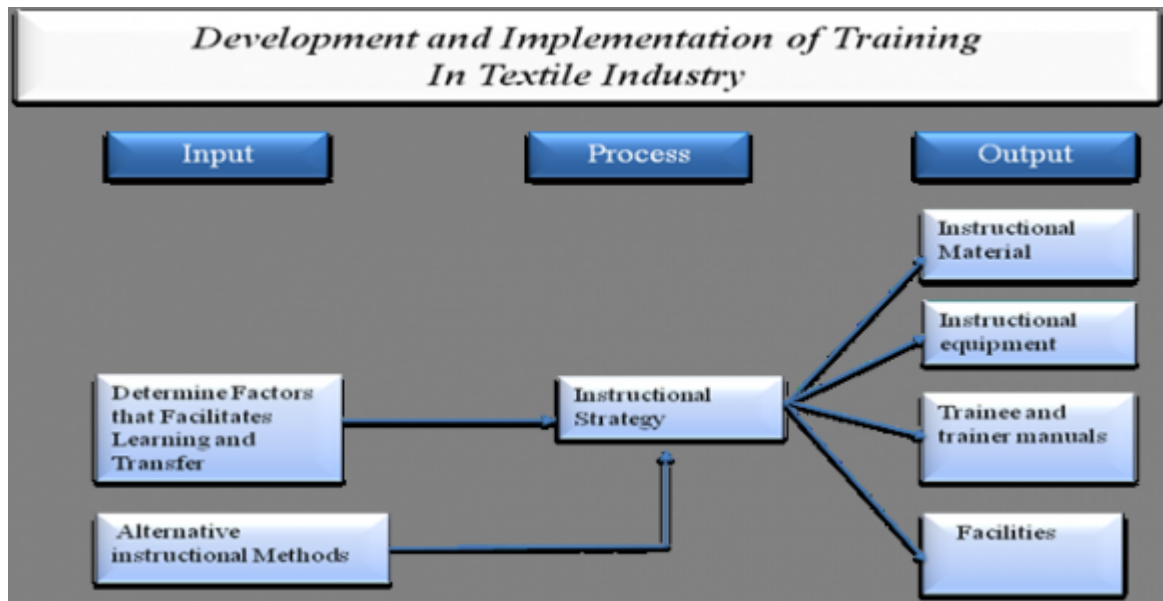 Development and Implementation of Training
In Textile Industry
Input
Process
Output
Instructional
Material
Instructional
equipment
Determine Factors
that Facilitates
Learning and
Transfer
Instructional
Strategy
Trainee and
trainer manuals
Alternative
instructional Methods
Facilities